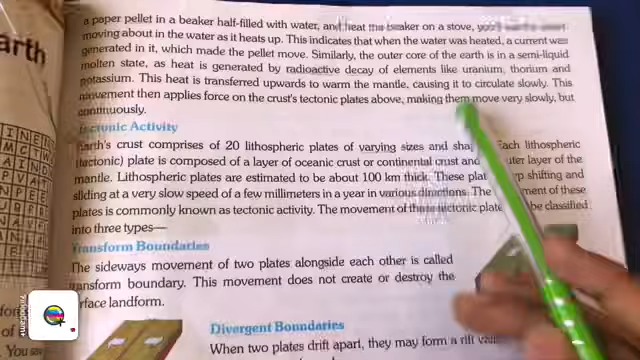 a paper pellet in a beaker half-filled with water, and heat the beaker on a stove,
moving about in the water as it heats up. This indicates that when the water was heated, a current was
generated in it, which made the pellet move. Similarly, the outer core of the earth is in a semi-liquid
molten state, as heat is generated by radioactive decay of elements like uranium, thorium and
potassium. This heat is transferred upwards to warm the mantle, causing it to circulate slowly. This
movement then applies force on the crust's tectonic plates above, making them move very slowly, but
continuously.
Tectonic Activity
Earth's crust comprises of 20 lithospheric plates of varying sizes and Each lithospheric
(tectonic) plate is composed of a layer of oceanic crust or continental crust and outer layer of the
mantle. Lithospheric plates are estimated to be about 100 km thick. These shifting and
sliding at a very slow speed of a few millimeters in a year in various directions. The of these
plates is commonly known as tectonic activity. The movement of these tectonic be classified
into three types—
Transform Boundaries
The sideways movement of two plates alongside each other is called
transform boundary. This movement does not create or destroy the
surface landform.
Divergent Boundaries
When two plates drift apart, they may form a rift
arth
of
You